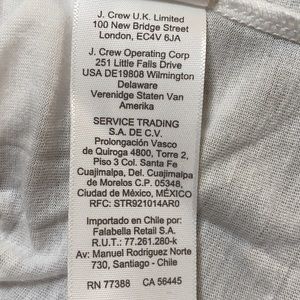 J. Crew U.K. Limited
100 New Bridge Street
London, EC4V 6JA
J. Crew Operating Corp
251 Little Falls Drive
USA DE19808 Wilmington
Delaware
Verenidge Staten Van
Amerika
SERVICE TRADING
S.A. DE C.V.
Prolongación Vasco
de Quiroga 4800, Torre 2,
Piso 3 Col. Santa Fe
Cuajimalpa, Del. Cuajimalpa
de Morelos C.P. 05348,
Ciudad de México, MÉXICO
RFC: STR921014AR0
Importado en Chile por:
Falabella Retail S.A.
R.U.T.: 77.261.280-k
Av: Manuel Rodriguez Norte
730, Santiago - Chile
RN 77388 CA 56445